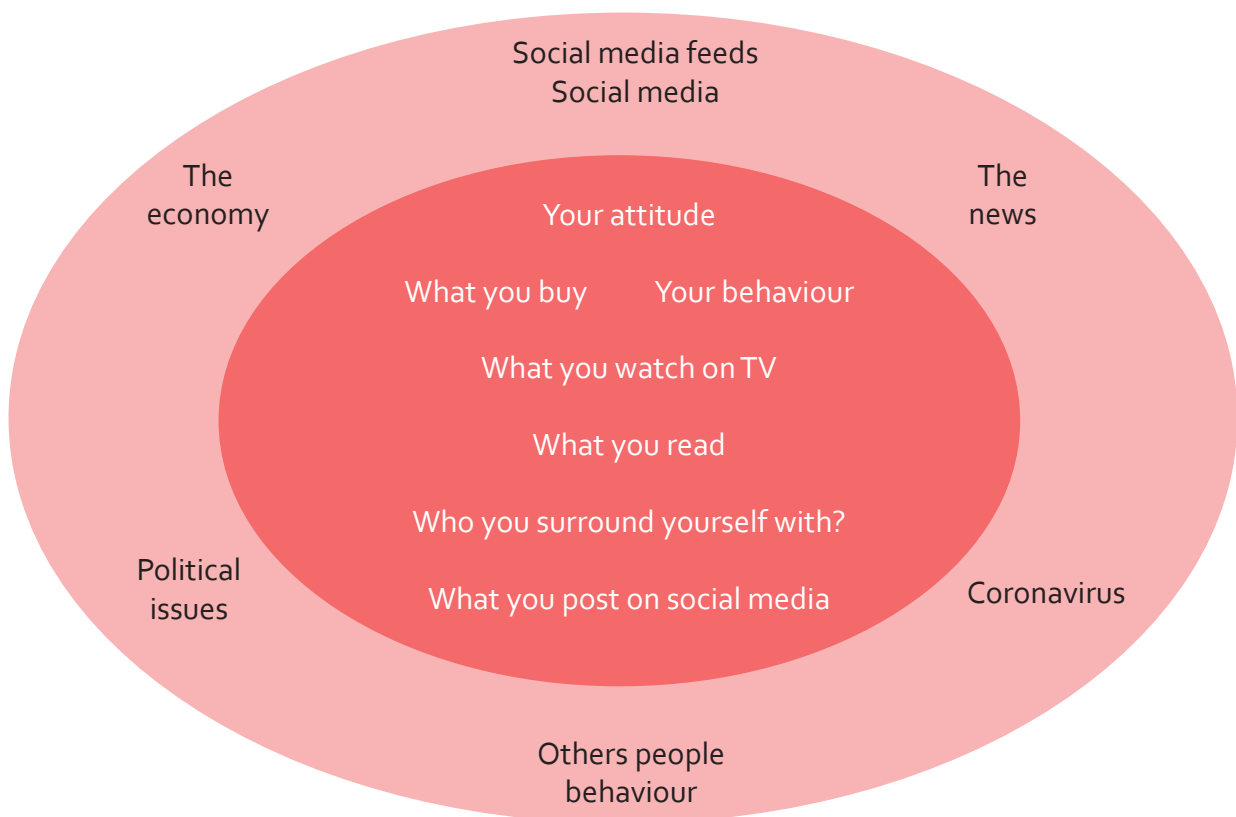 Social media feeds
Social media
The
economy
The
news
Your attitude
What you buy
Your behaviour
What you watch on TV
What you read
Who you surround yourself with?
What you post on social media
Political
issues
Coronavirus
Others people
behaviour